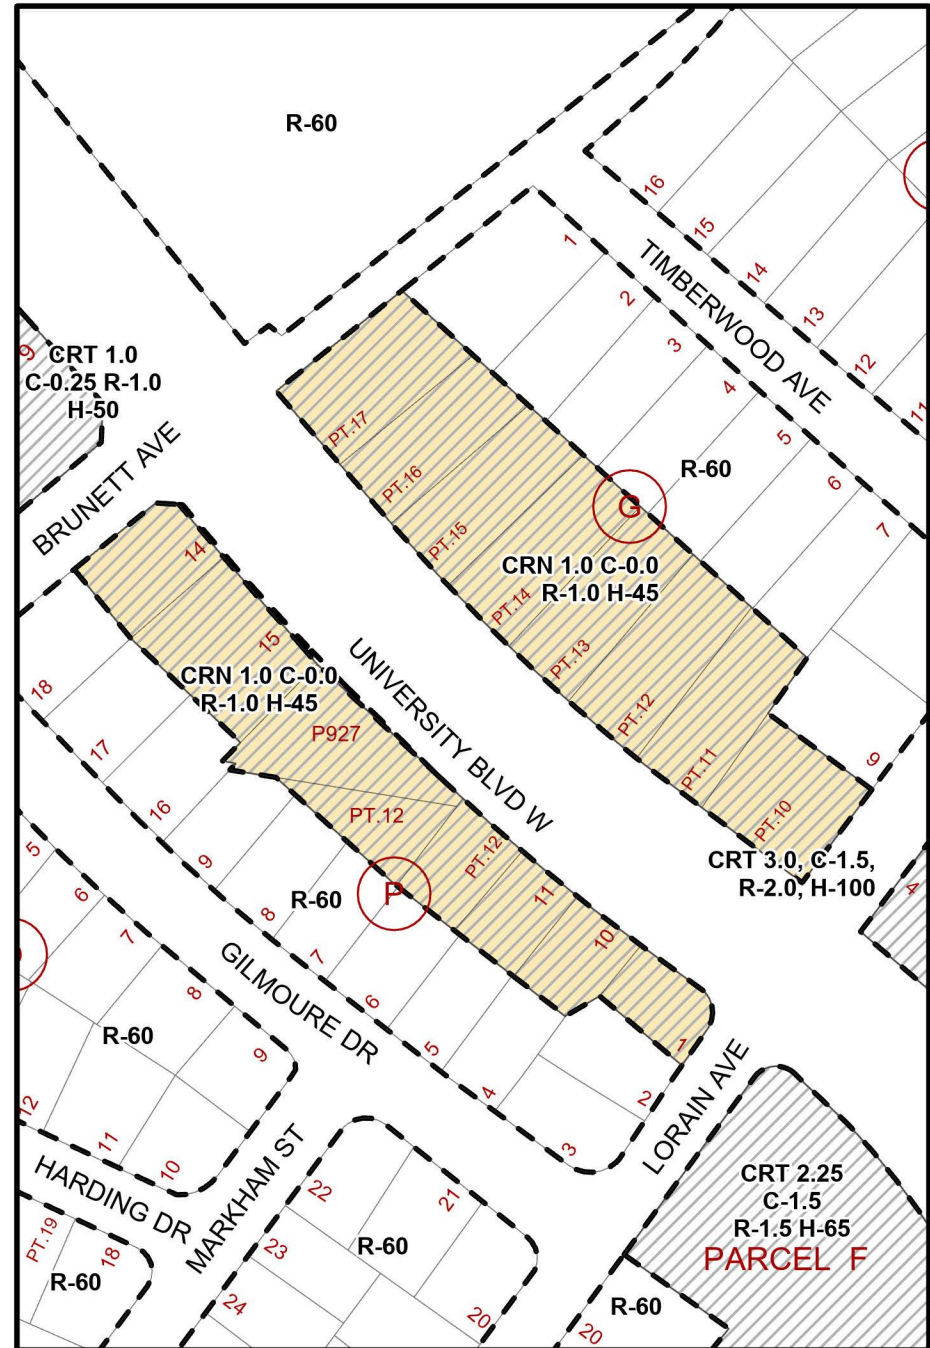 R-60
16
15
14
13
12
11
TIMBERWOOD AVE
1
2
3
4
5
6
7
9
R-60
G
9
CRT 1.0
C-0.25 R-1.0
H-50
BRUNETT AVE
PT.17
PT.16
PT.15
PT.14
PT.13
PT.12
PT.11
PT.10
CRN 1.0 C-0.0
R-1.0 H-45
UNIVERSITY BLVD W
14
15
CRN 1.0 C-0.0
R-1.0 H-45
P927
PT.12
PT.12
11
10
1
CRT 3.0, C-1.5,
R-2.0, H-100
4
18
17
16
9
8
7
6
5
4
3
2
R-60
P
GILMOURE DR
LORAIN AVE
5
6
7
8
9
R-60
12
11
10
HARDING DR
MARKHAM ST
PT.19
18
R-60
22
21
23
24
20
R-60
CRT 2.25
C-1.5
R-1.5 H-65
PARCEL F
R-60
20